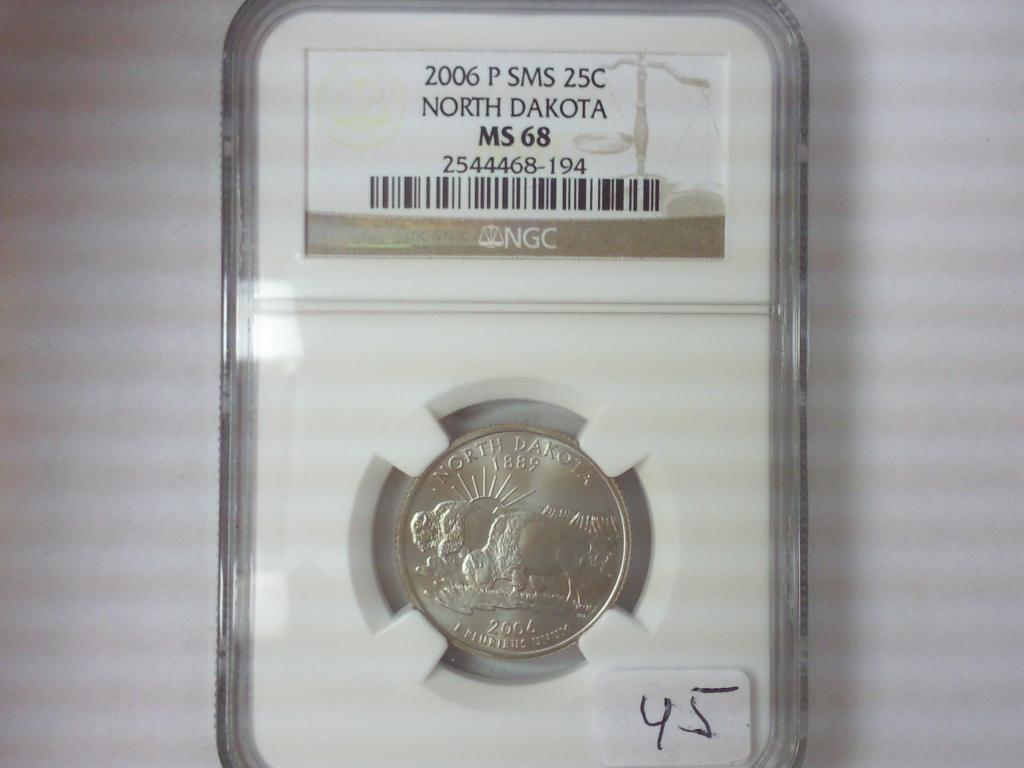 2006 P SMS 25C
NORTH DAKOTA
MS 68
2544468-194
NGC
NORTH DAKOTA
1889
2006
E PLURIBUS UNUM
45